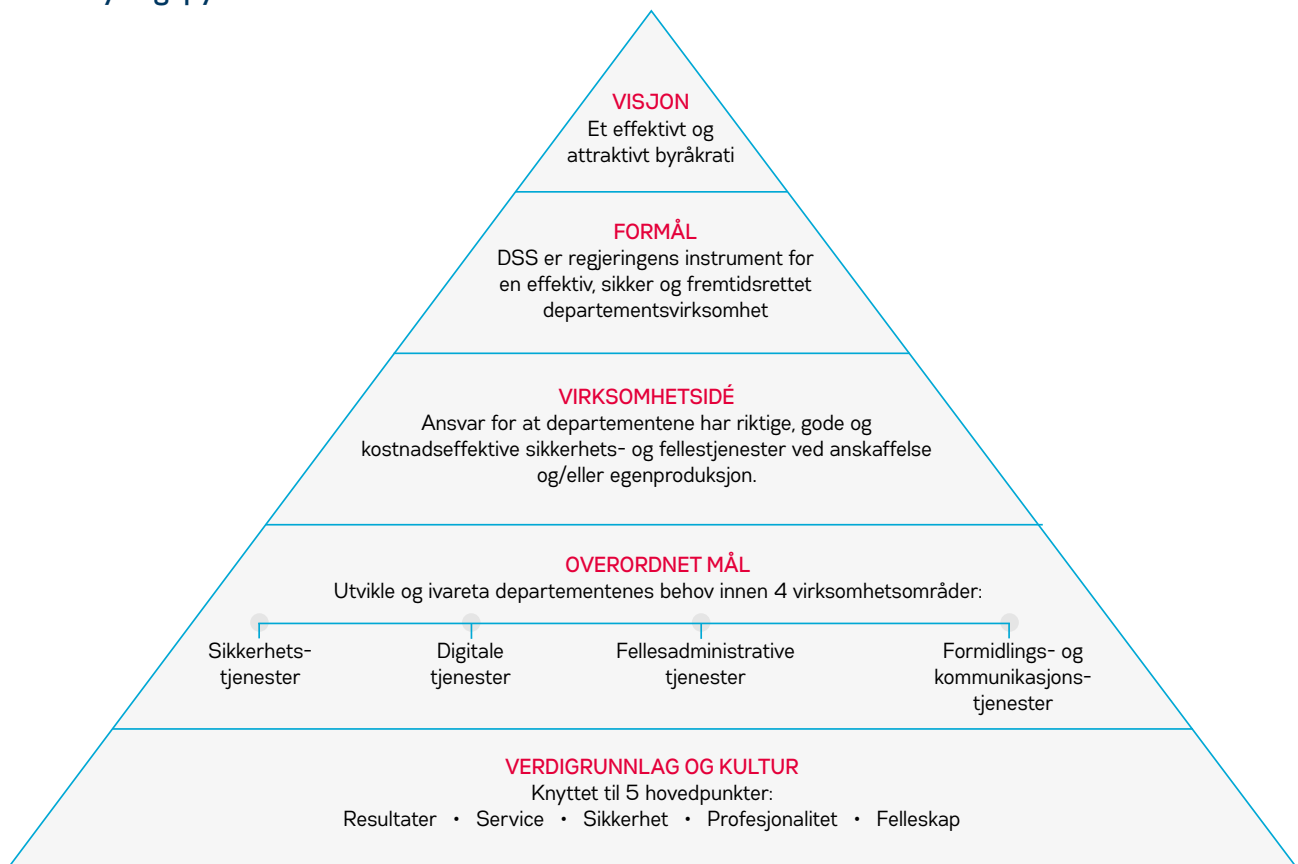 VISJON
Et effektivt og
attraktivt byråkrati
FORMÅL
DSS er regjeringens instrument for
en effektiv, sikker og fremtidsrettet
departementsvirksomhet
VIRKSOMHETSIDÉ
Ansvar for at departementene har riktige, gode og
kostnadseffektive sikkerhets- og fellestjenester ved anskaffelse
og/eller egenproduksjon.
OVERORDNET MÅL
Utvikle og ivareta departementenes behov innen 4 virksomhetsområder:
Sikkerhets-
tjenester
Digitale
tjenester
Fellesadministrative
tjenester
Formidlings- og
kommunikasjons-
tjenester
VERDIGRUNNLAG OG KULTUR
Knyttet til 5 hovedpunkter:
Resultater • Service • Sikkerhet • Profesjonalitet • Felleskap